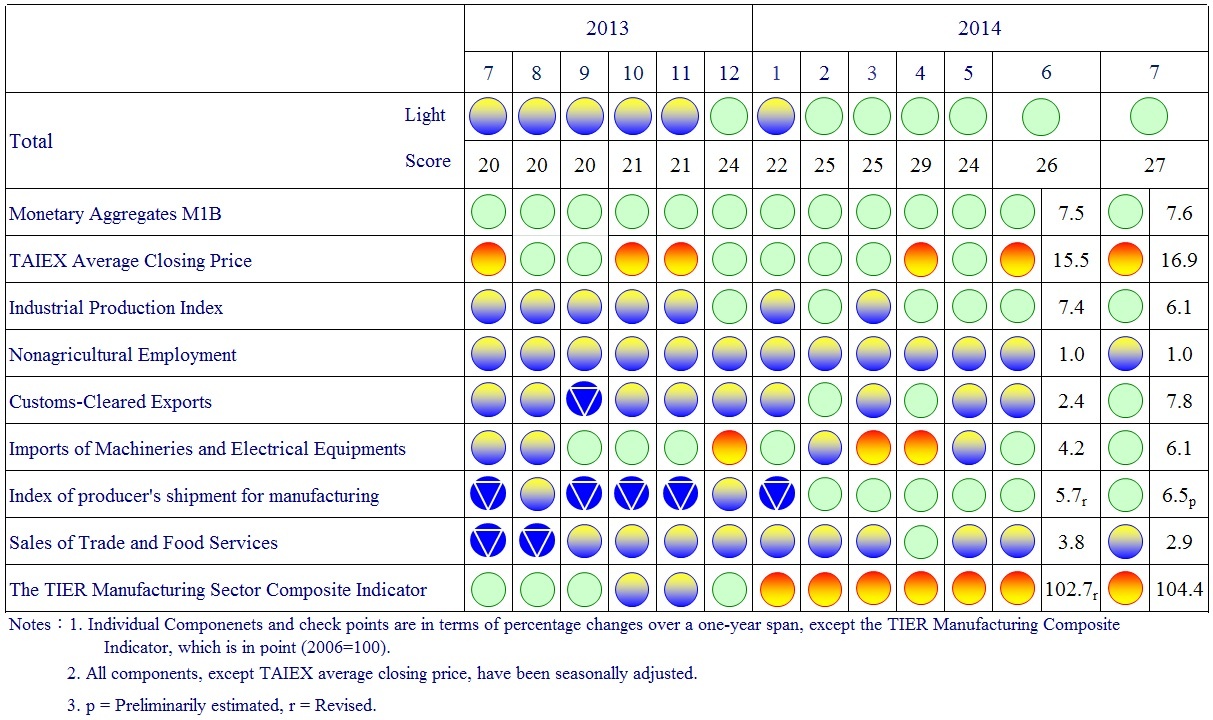 2013 2014
7 8 9 10 11 12 1 2 3 4 5 6 7
Light
Total
Score 20 20 20 21 21 24 22 25 25 29 24 26 27
Monetary Aggregates M1B 7.5 7.6
TAIEX Average Closing Price 15.5 16.9
Industrial Production Index 7.4 6.1
Nonagricultural Employment 1.0 1.0
Customs-Cleared Exports 2.4 7.8
Imports of Machineries and Electrical Equipments 4.2 6.1
Index of producer's shipment for manufacturing 5.7r 6.5p
Sales of Trade and Food Services 3.8 2.9
The TIER Manufacturing Sector Composite Indicator 102.7r 104.4
Notes：1. Individual Componenets and check points are in terms of percentage changes over a one-year span, except the TIER Manufacturing Composite
Indicator, which is in point (2006=100).
2. All components, except TAIEX average closing price, have been seasonally adjusted.
3. p = Preliminarily estimated, r = Revised.